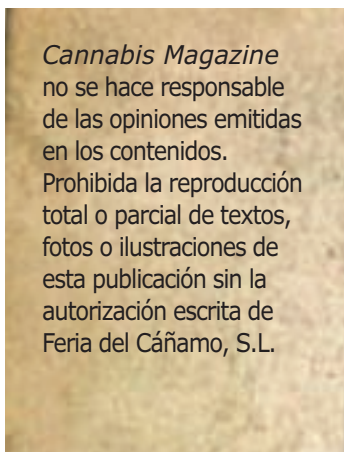 Cannabis Magazine
no se hace responsable
de las opiniones emitidas
en los contenidos.
Prohibida la reproducción
total o parcial de textos,
fotos o ilustraciones de
esta publicación sin la
autorización escrita de
Feria del Cáñamo, S.L.